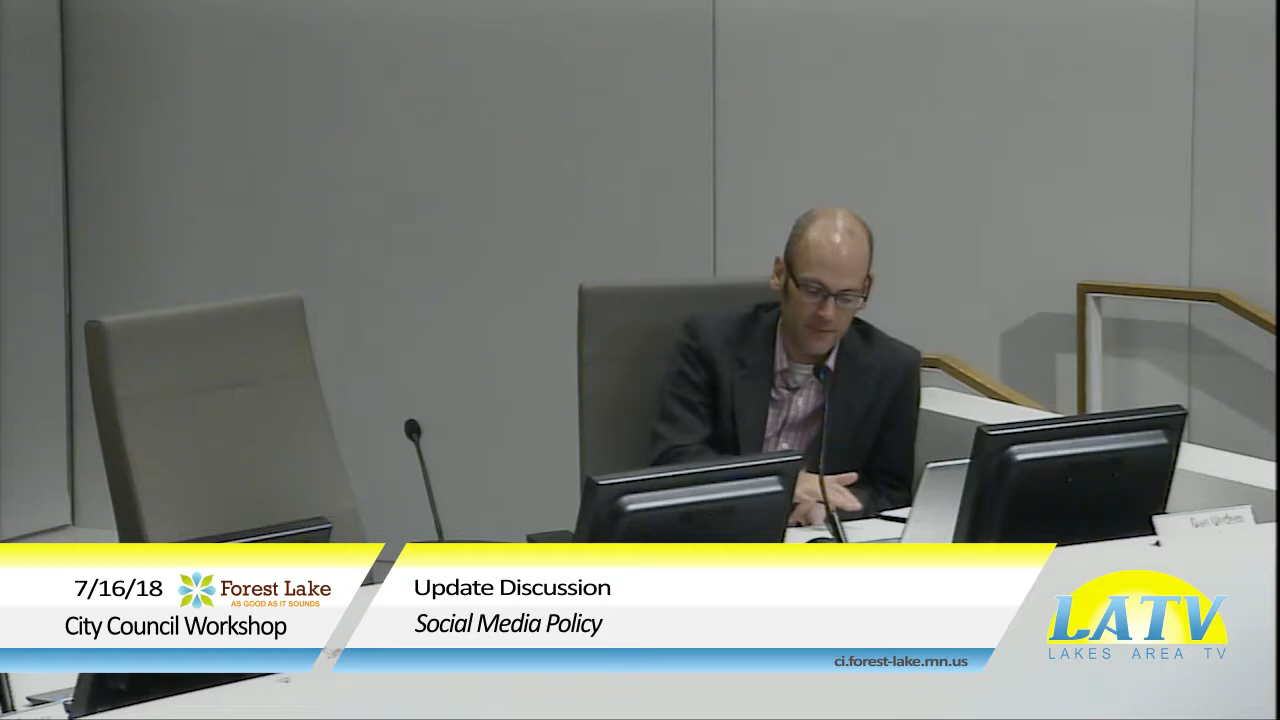 7/16/18
Forest Lake
AS GOOD AS IT SOUNDS
City Council Workshop
Update Discussion
Social Media Policy
ci.forest-lake.mn.us
LATV
LAKES AREA TV